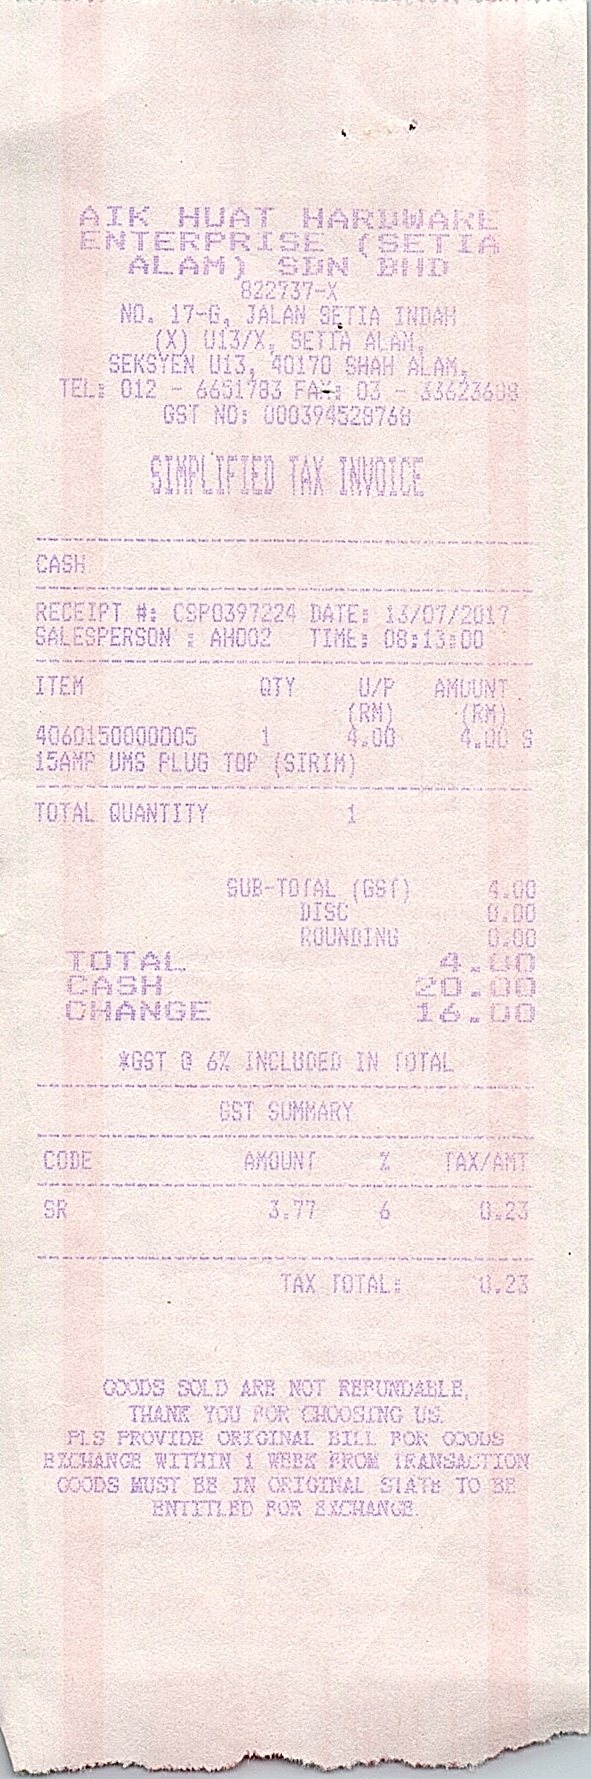 AIK HUAT HARDWARE
ENTERPRISE (SETIA
ALAM) SDN BHD
822737-X
NO. 17-G, JALAN SETIA INDAH
(X) U13/X, SETIA ALAM,
SEKSYEN U13, 40170 SHAH ALAM,
TEL: 012 - 6651783 FAX: 03 - 33623608
GST NO: 000394528768
SIMPLIFIED TAX INVOICE
CASH
RECEIPT #: CSP0397224 DATE: 13/07/2017
SALESPERSON : AH002 TIME: 08:13:00
ITEM QTY U/P AMOUNT
(RM) (RM)
4060150000005 1 4.00 4.00 S
15AMP UMS PLUG TOP (SIRIM)
TOTAL QUANTITY 1
SUB-TOTAL (GST) 4.00
DISC 0.00
ROUNDING 0.00
TOTAL 4.00
CASH 20.00
CHANGE 16.00
*GST @ 6% INCLUDED IN TOTAL
GST SUMMARY
CODE AMOUNT % TAX/AMT
SR 3.77 6 0.23
TAX TOTAL: 0.23
GOODS SOLD ARE NOT REFUNDABLE,
THANK YOU FOR CHOOSING US.
PLS PROVIDE ORIGINAL BILL FOR GOODS
EXCHANGE WITHIN 1 WEEK FROM TRANSACTION
GOODS MUST BE IN ORIGINAL STATE TO BE
ENTITLED FOR EXCHANGE.